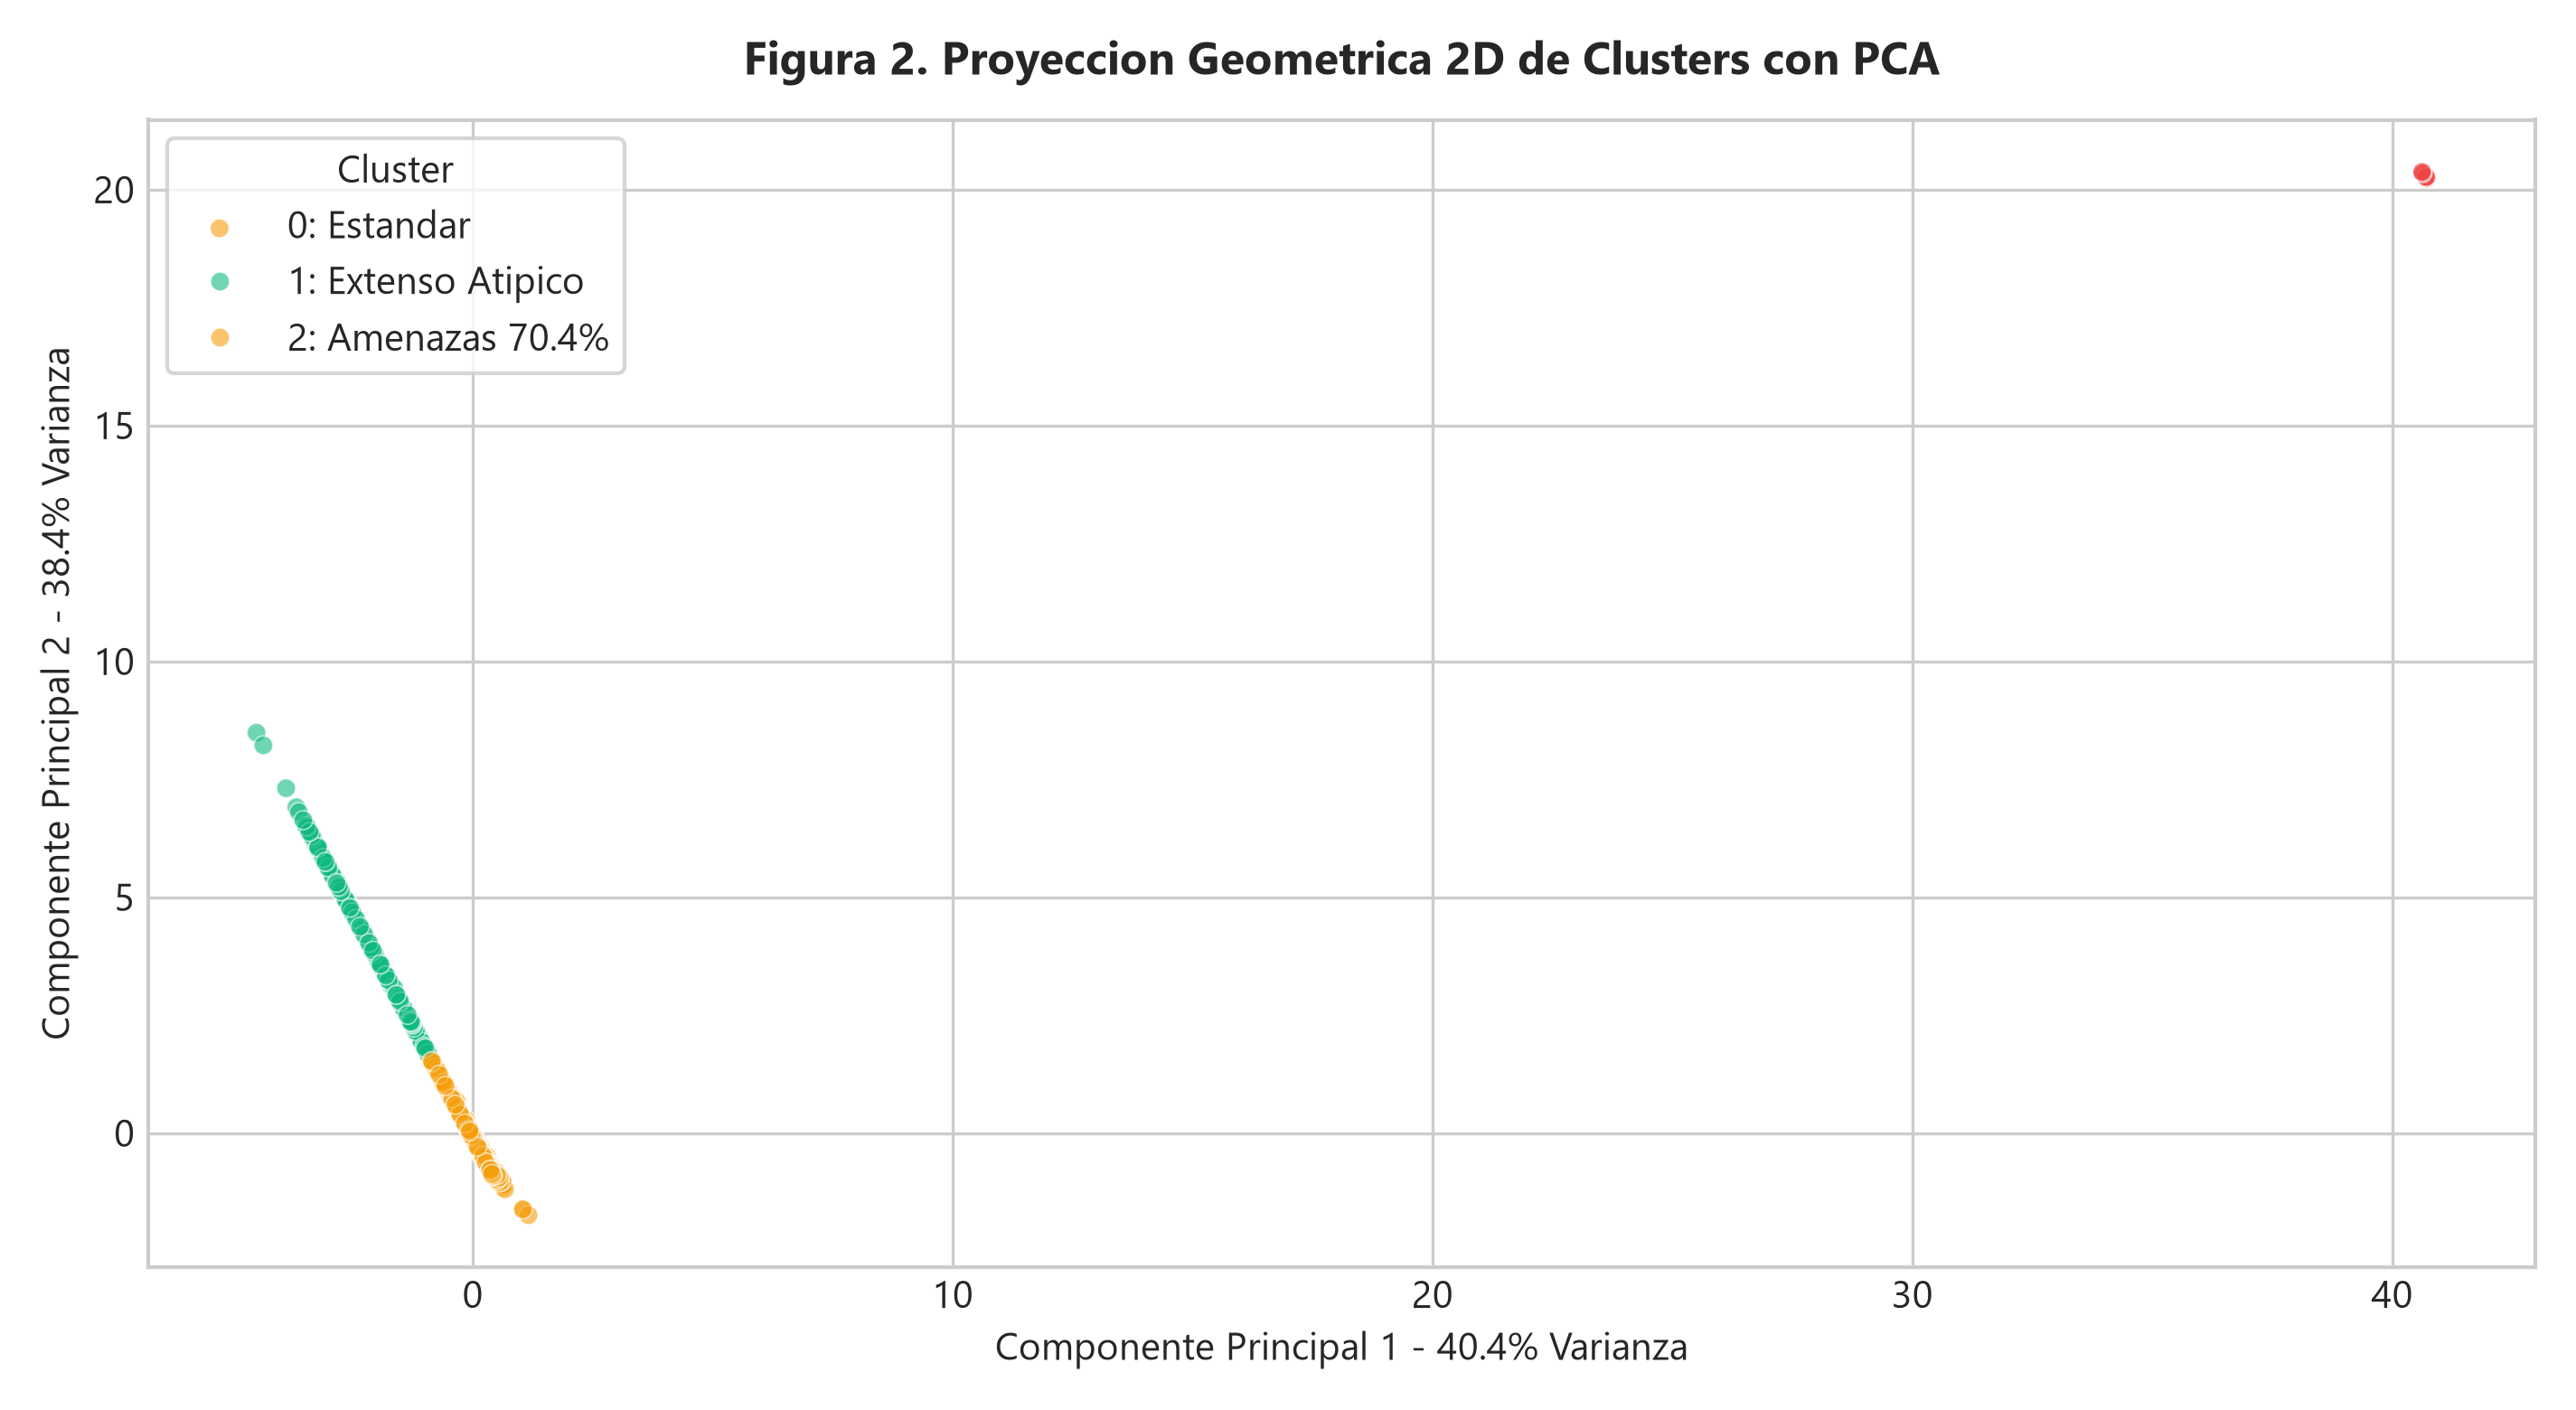 Figura 2. Proyeccion Geometrica 2D de Clusters con PCA
Cluster
0: Estandar
1: Extenso Atipico
2: Amenazas 70.4%
20
15
10
5
0
Componente Principal 2 - 38.4% Varianza
0 10 20 30 40
Componente Principal 1 - 40.4% Varianza